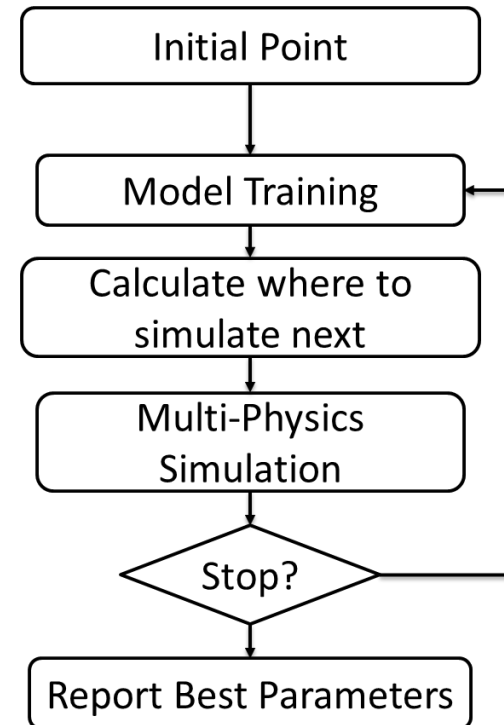 Initial Point
Model Training
Calculate where to
simulate next
Multi-Physics
Simulation
Stop?
Report Best Parameters